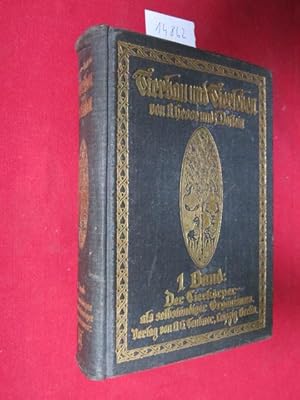 14862
Tierbau und Tierleben
von R. Hesse und F. Doflein
1. Band:
Der Tierkörper
als selbständiger Organismus.
Verlag von B.G. Teubner, Leipzig Berlin.